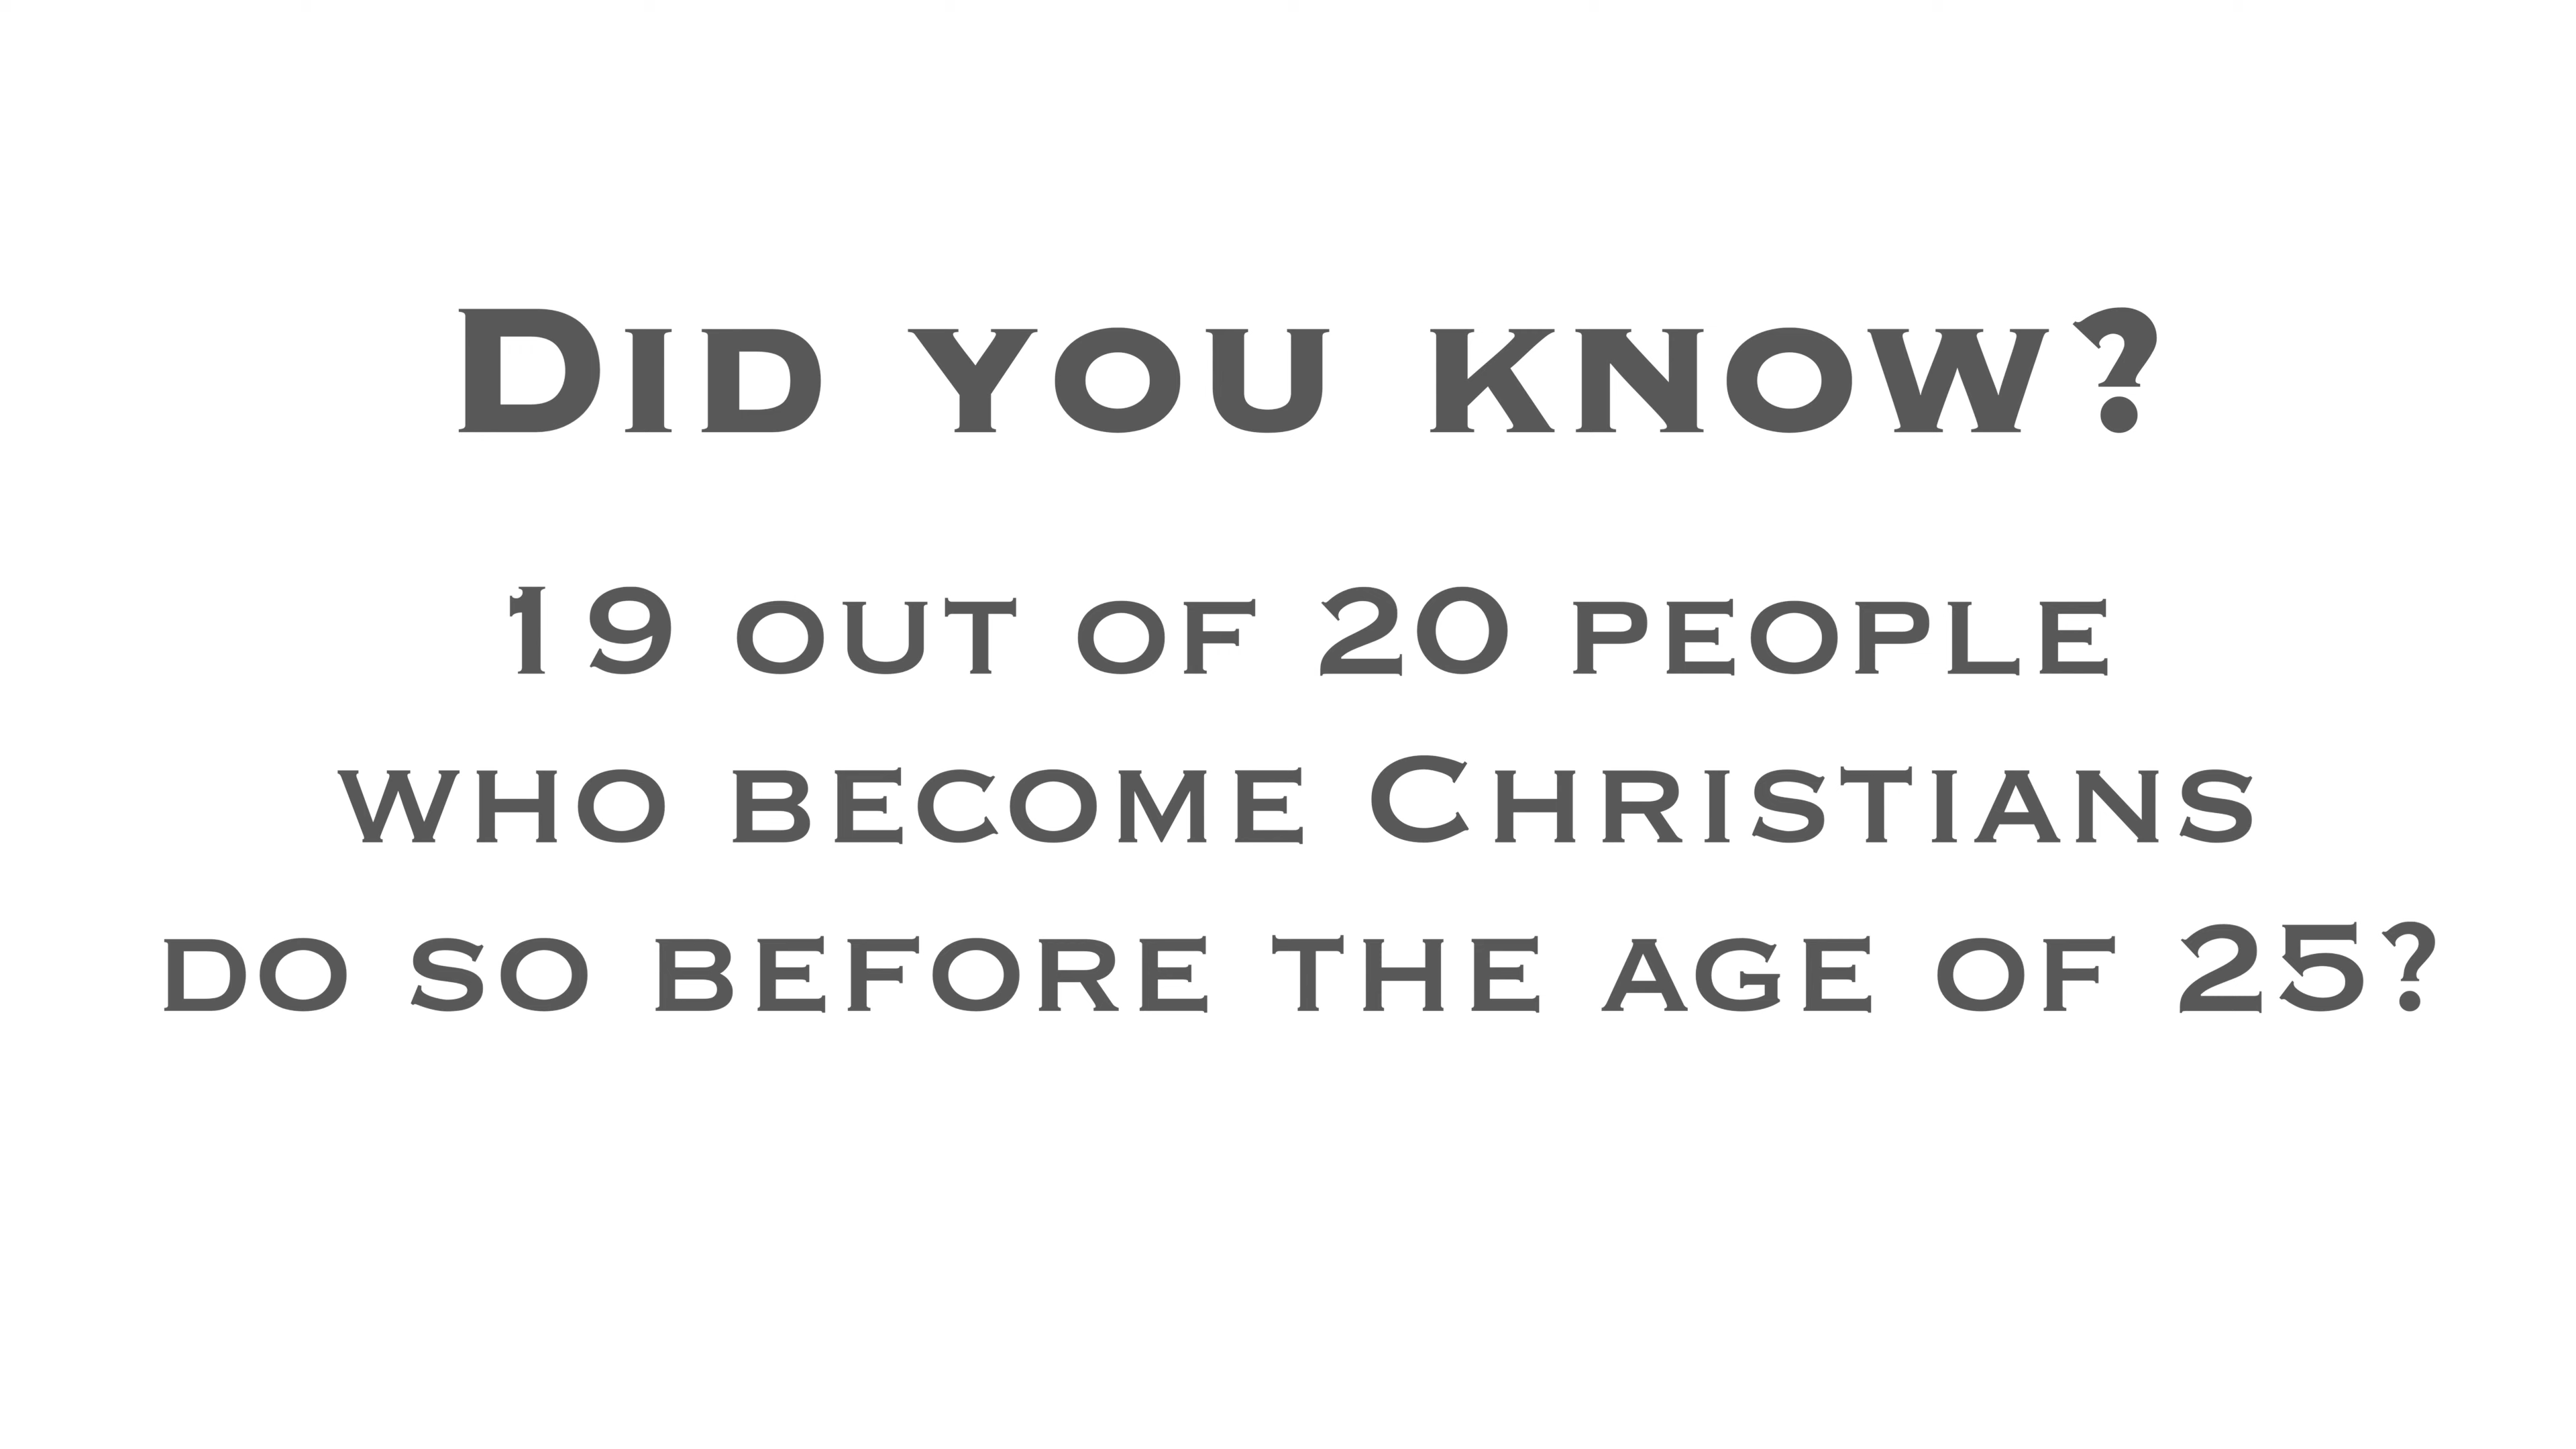 Did you know?
19 out of 20 people
who become Christians
do so before the age of 25?